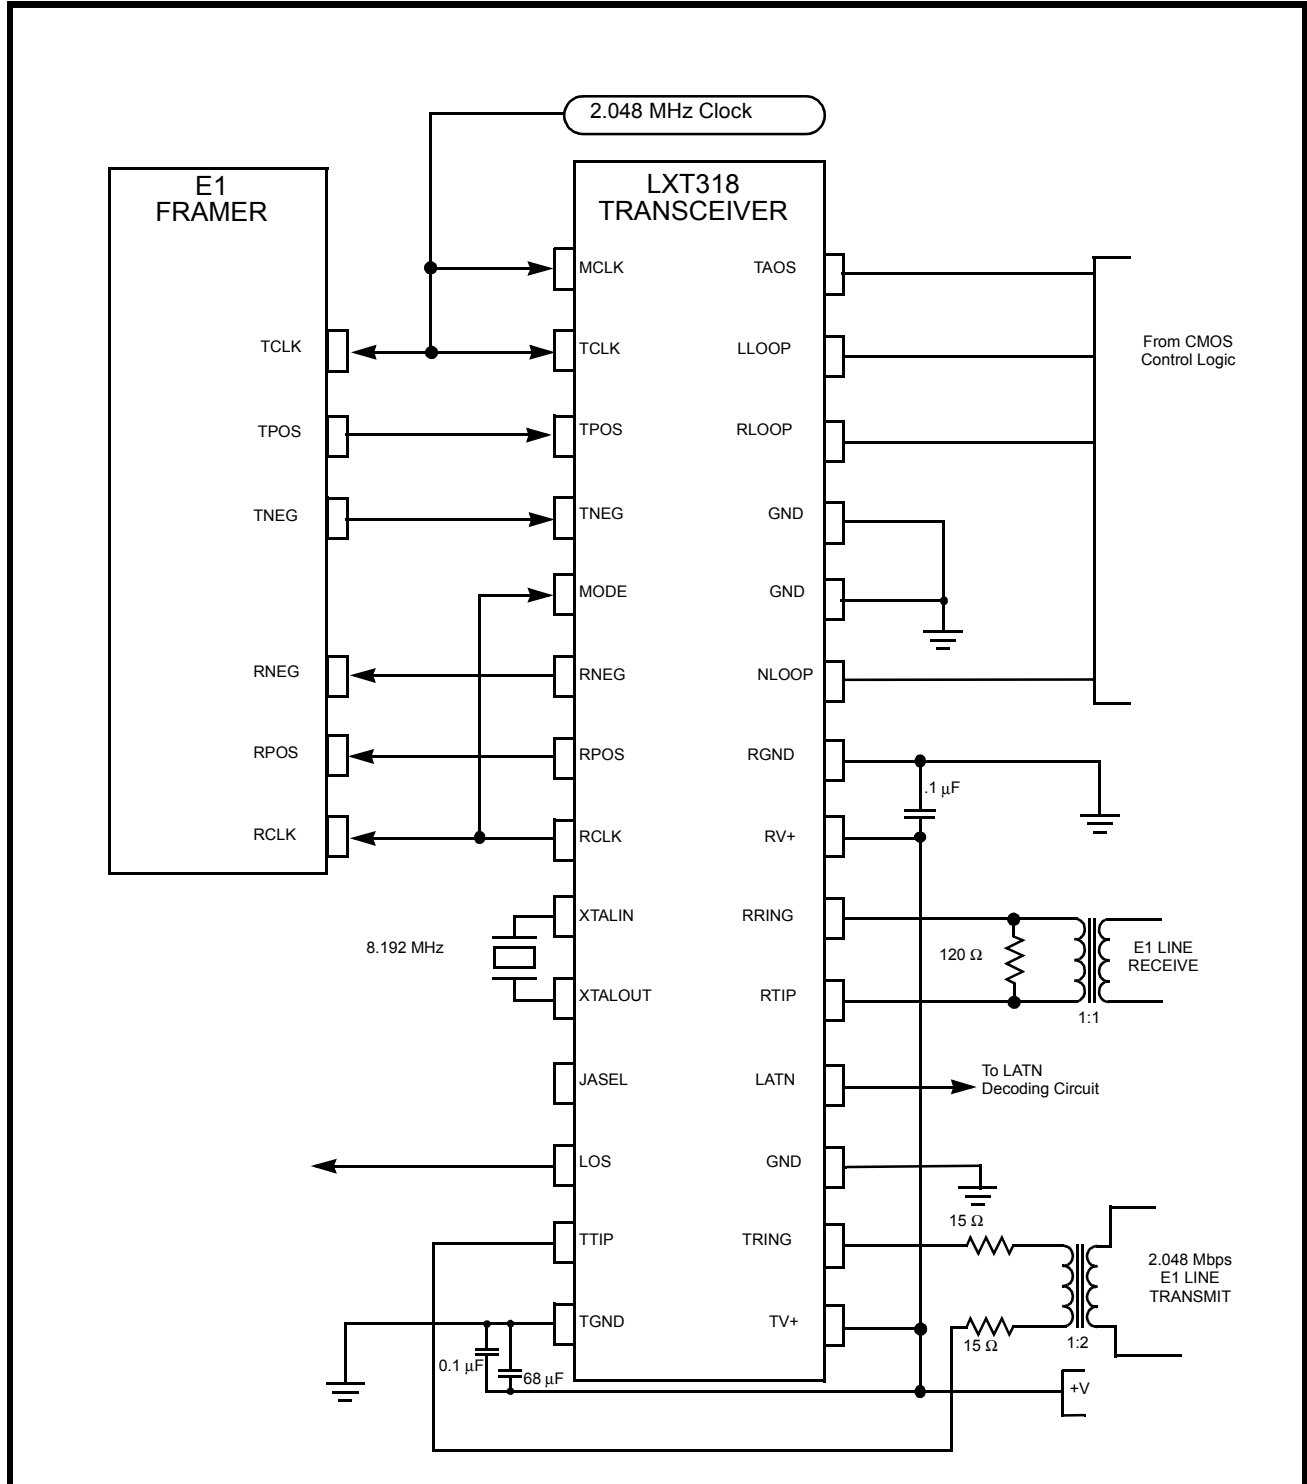 2.048 MHz Clock
E1
FRAMER
LXT318
TRANSCEIVER
MCLK
TAOS
TCLK
TCLK
LLOOP
From CMOS
Control Logic
TPOS
TPOS
RLOOP
TNEG
TNEG
GND
MODE
GND
RNEG
RNEG
NLOOP
RPOS
RPOS
RGND
.1 µF
RCLK
RCLK
RV+
XTALIN
RRING
8.192 MHz
120 Ω
E1 LINE
RECEIVE
XTALOUT
RTIP
1:1
JASEL
LATN
To LATN
Decoding Circuit
LOS
GND
15 Ω
TTIP
TRING
2.048 Mbps
E1 LINE
TRANSMIT
TGND
TV+
15 Ω
1:2
0.1 µF
68 µF
+V